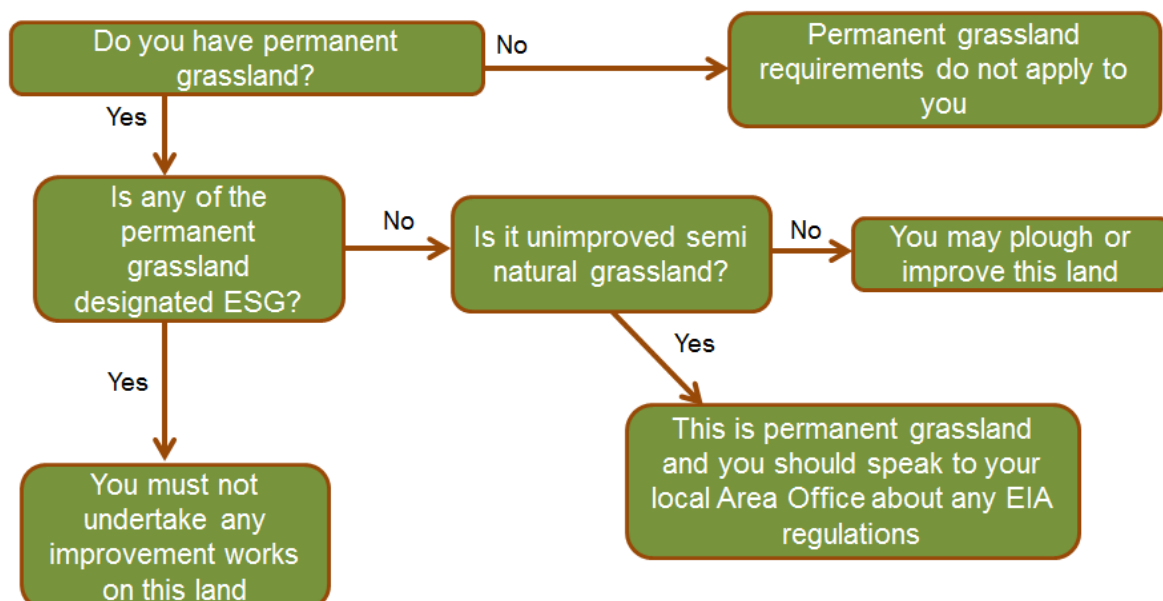 Do you have permanent
grassland?
No
Permanent grassland
requirements do not apply to
you
Yes
Is any of the
permanent
grassland
designated ESG?
No
Is it unimproved semi
natural grassland?
No
You may plough or
improve this land
Yes
You must not
undertake any
improvement works
on this land
Yes
This is permanent grassland
and you should speak to your
local Area Office about any EIA
regulations